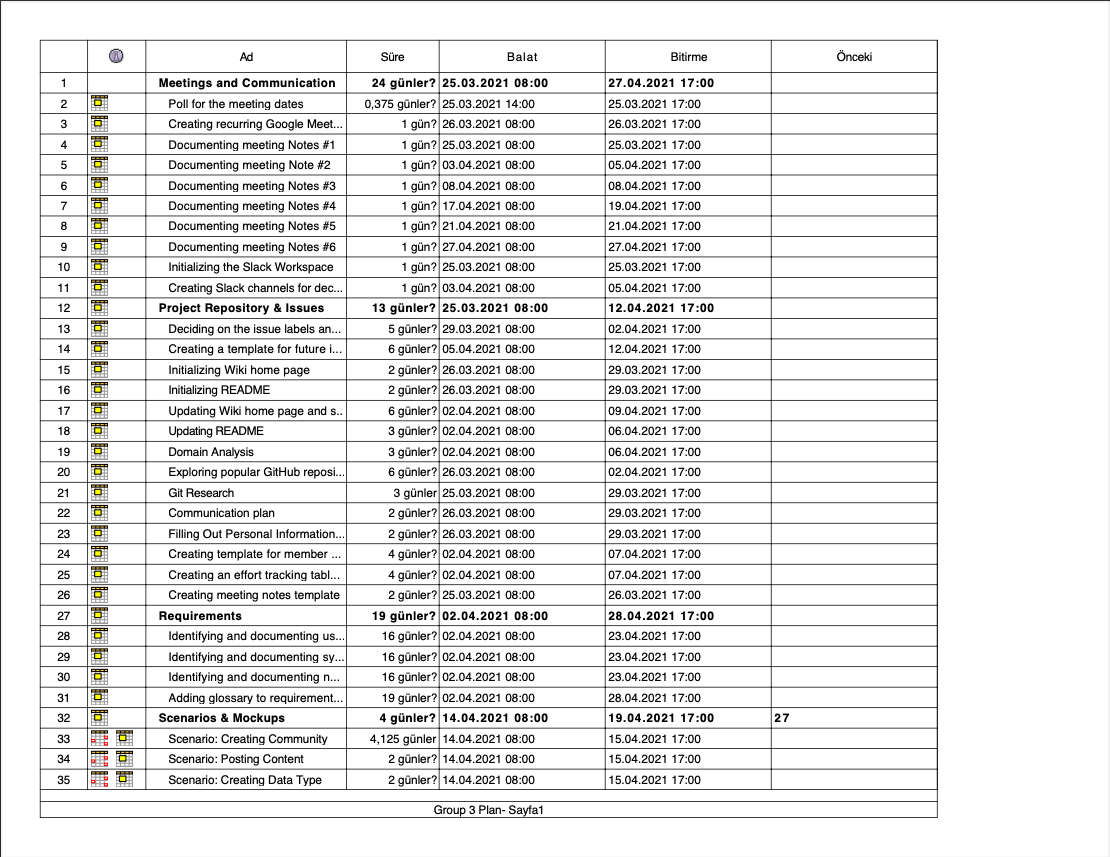 Ad Süre Balat Bitirme Önceki
1 Meetings and Communication 24 günler? 25.03.2021 08:00 27.04.2021 17:00
2 Poll for the meeting dates 0,375 günler? 25.03.2021 14:00 25.03.2021 17:00
3 Creating recurring Google Meet... 1 gün? 26.03.2021 08:00 26.03.2021 17:00
4 Documenting meeting Notes #1 1 gün? 25.03.2021 08:00 25.03.2021 17:00
5 Documenting meeting Note #2 1 gün? 03.04.2021 08:00 05.04.2021 17:00
6 Documenting meeting Notes #3 1 gün? 08.04.2021 08:00 08.04.2021 17:00
7 Documenting meeting Notes #4 1 gün? 17.04.2021 08:00 19.04.2021 17:00
8 Documenting meeting Notes #5 1 gün? 21.04.2021 08:00 21.04.2021 17:00
9 Documenting meeting Notes #6 1 gün? 27.04.2021 08:00 27.04.2021 17:00
10 Initializing the Slack Workspace 1 gün? 25.03.2021 08:00 25.03.2021 17:00
11 Creating Slack channels for dec... 1 gün? 03.04.2021 08:00 05.04.2021 17:00
12 Project Repository & Issues 13 günler? 25.03.2021 08:00 12.04.2021 17:00
13 Deciding on the issue labels an... 5 günler? 29.03.2021 08:00 02.04.2021 17:00
14 Creating a template for future i... 6 günler? 05.04.2021 08:00 12.04.2021 17:00
15 Initializing Wiki home page 2 günler? 26.03.2021 08:00 29.03.2021 17:00
16 Initializing README 2 günler? 26.03.2021 08:00 29.03.2021 17:00
17 Updating Wiki home page and s.. 6 günler? 02.04.2021 08:00 09.04.2021 17:00
18 Updating README 3 günler? 02.04.2021 08:00 06.04.2021 17:00
19 Domain Analysis 3 günler? 02.04.2021 08:00 06.04.2021 17:00
20 Exploring popular GitHub reposi... 6 günler? 26.03.2021 08:00 02.04.2021 17:00
21 Git Research 3 günler 25.03.2021 08:00 29.03.2021 17:00
22 Communication plan 2 günler? 26.03.2021 08:00 29.03.2021 17:00
23 Filling Out Personal Information... 2 günler? 26.03.2021 08:00 29.03.2021 17:00
24 Creating template for member ... 4 günler? 02.04.2021 08:00 07.04.2021 17:00
25 Creating an effort tracking tabl... 4 günler? 02.04.2021 08:00 07.04.2021 17:00
26 Creating meeting notes template 2 günler? 25.03.2021 08:00 26.03.2021 17:00
27 Requirements 19 günler? 02.04.2021 08:00 28.04.2021 17:00
28 Identifying and documenting us... 16 günler? 02.04.2021 08:00 23.04.2021 17:00
29 Identifying and documenting sy... 16 günler? 02.04.2021 08:00 23.04.2021 17:00
30 Identifying and documenting n... 16 günler? 02.04.2021 08:00 23.04.2021 17:00
31 Adding glossary to requirement... 19 günler? 02.04.2021 08:00 28.04.2021 17:00
32 Scenarios & Mockups 4 günler? 14.04.2021 08:00 19.04.2021 17:00 27
33 Scenario: Creating Community 4,125 günler 14.04.2021 08:00 15.04.2021 17:00
34 Scenario: Posting Content 2 günler? 14.04.2021 08:00 15.04.2021 17:00
35 Scenario: Creating Data Type 2 günler? 14.04.2021 08:00 15.04.2021 17:00
Group 3 Plan- Sayfa1